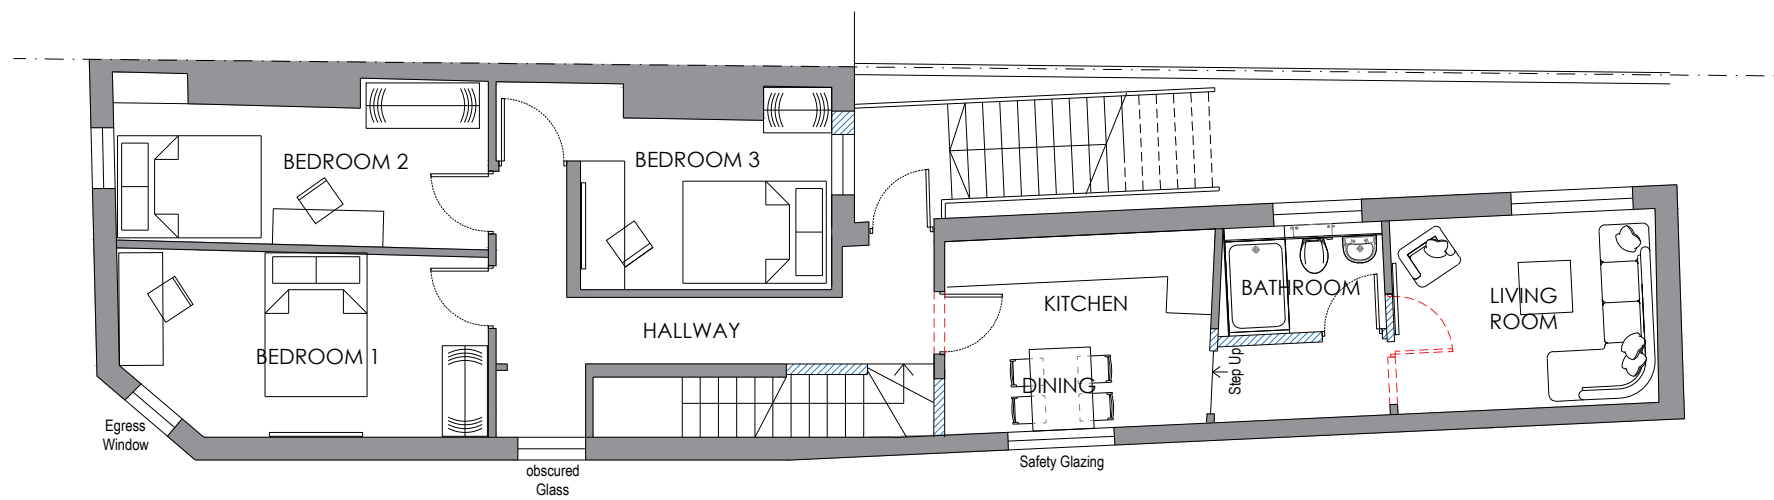 BEDROOM 2
BEDROOM 3
BEDROOM 1
HALLWAY
KITCHEN
DINING
BATHROOM
LIVING
ROOM
Step Up
Egress
Window
obscured
Glass
Safety Glazing